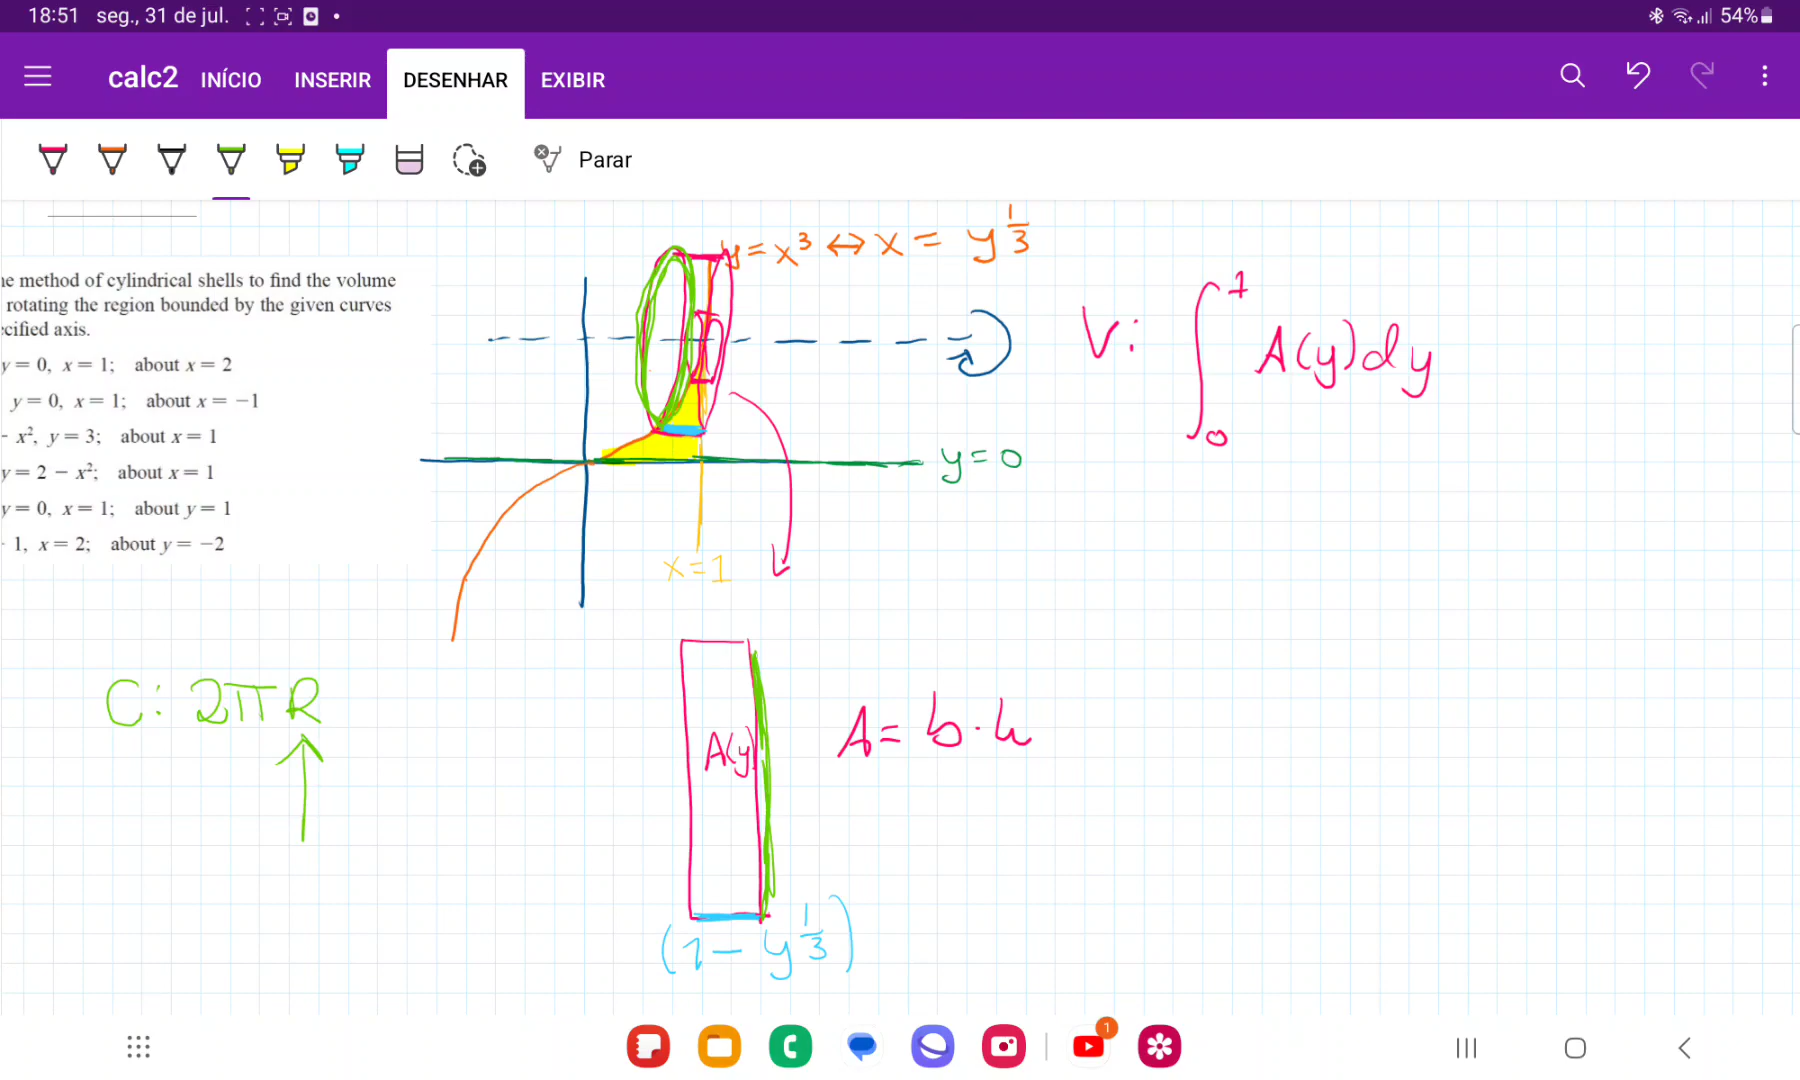 18:51 seg., 31 de jul. 54%
calc2 INÍCIO INSERIR DESENHAR EXIBIR
Parar
y = x³ ↔ x = y^(1/3)
ne method of cylindrical shells to find the volume
rotating the region bounded by the given curves
cified axis.
y = 0, x = 1; about x = 2
y = 0, x = 1; about x = −1
- x², y = 3; about x = 1
y = 2 − x²; about x = 1
y = 0, x = 1; about y = 1
- 1, x = 2; about y = −2
V: ∫₀¹ A(y)dy
y = 0
x = 1
C: 2πR
A(y)
A = b·h
(1 − y^(1/3))
1